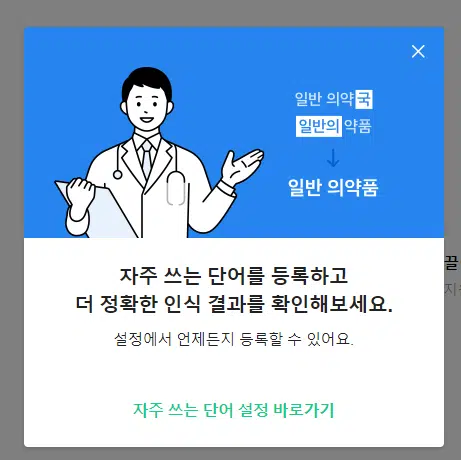 일반 의약국
일반의 약품
↓
일반 의약품
자주 쓰는 단어를 등록하고
더 정확한 인식 결과를 확인해보세요.
설정에서 언제든지 등록할 수 있어요.
자주 쓰는 단어 설정 바로가기
끌